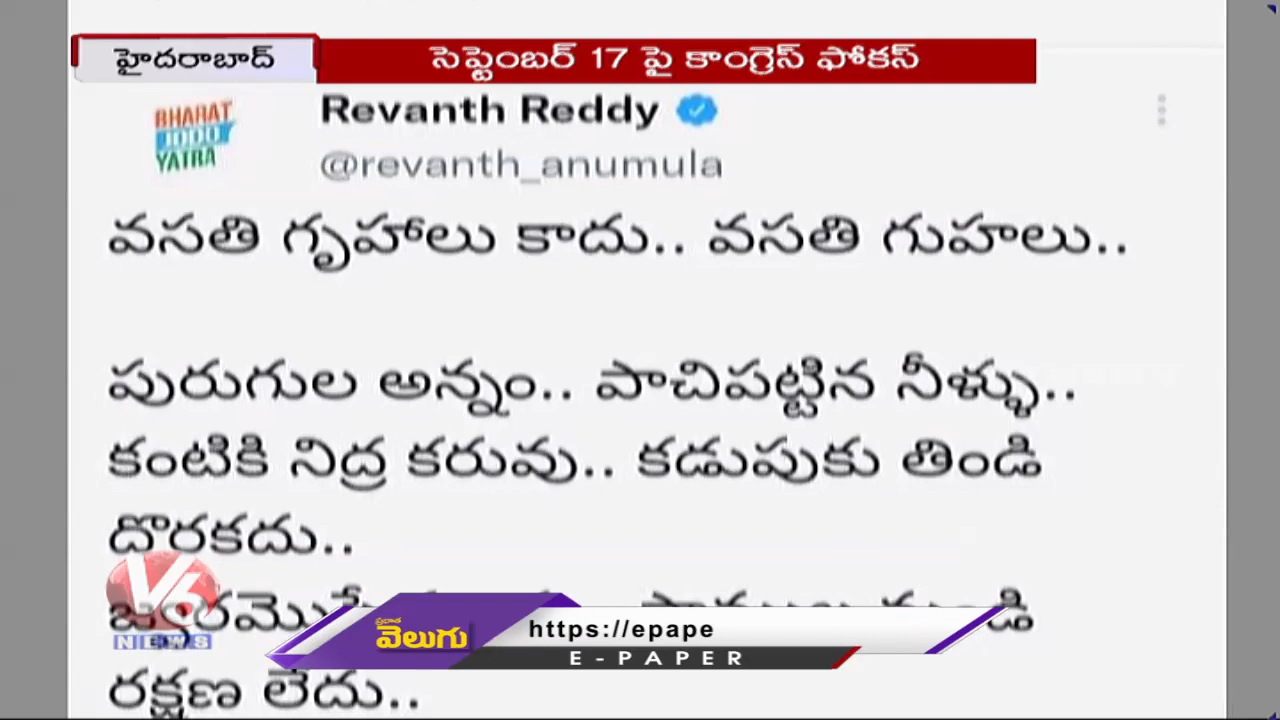 హైదరాబాద్
సెప్టెంబర్ 17 పై కాంగ్రెస్ ఫోకస్
BHARAT
JODO
YATRA
Revanth Reddy
@revanth_anumula
వసతి గృహాలు కాదు.. వసతి గుహలు..
పురుగుల అన్నం.. పాచిపట్టిన నీళ్ళు..
కంటికి నిద్ర కరువు.. కడుపుకు తిండి
దొరకదు..
రక్షణ లేదు..
V6
NEWS
ప్రభాత
వెలుగు
https://epape
E-PAPER